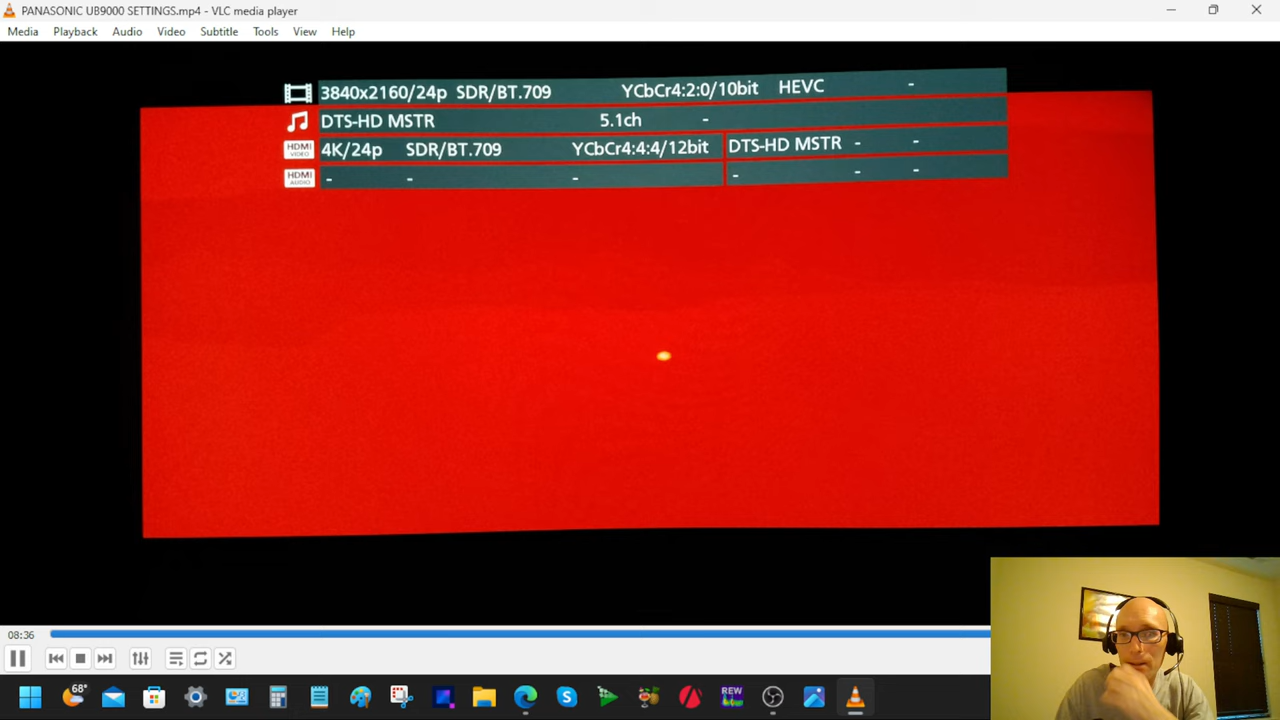 PANASONIC UB9000 SETTINGS.mp4 - VLC media player
Media Playback Audio Video Subtitle Tools View Help
3840x2160/24p SDR/BT.709 YCbCr4:2:0/10bit HEVC -
DTS-HD MSTR 5.1ch -
HDMI VIDEO 4K/24p SDR/BT.709 YCbCr4:4:4/12bit DTS-HD MSTR - -
HDMI AUDIO - - - - - -
08:36
68°
REW